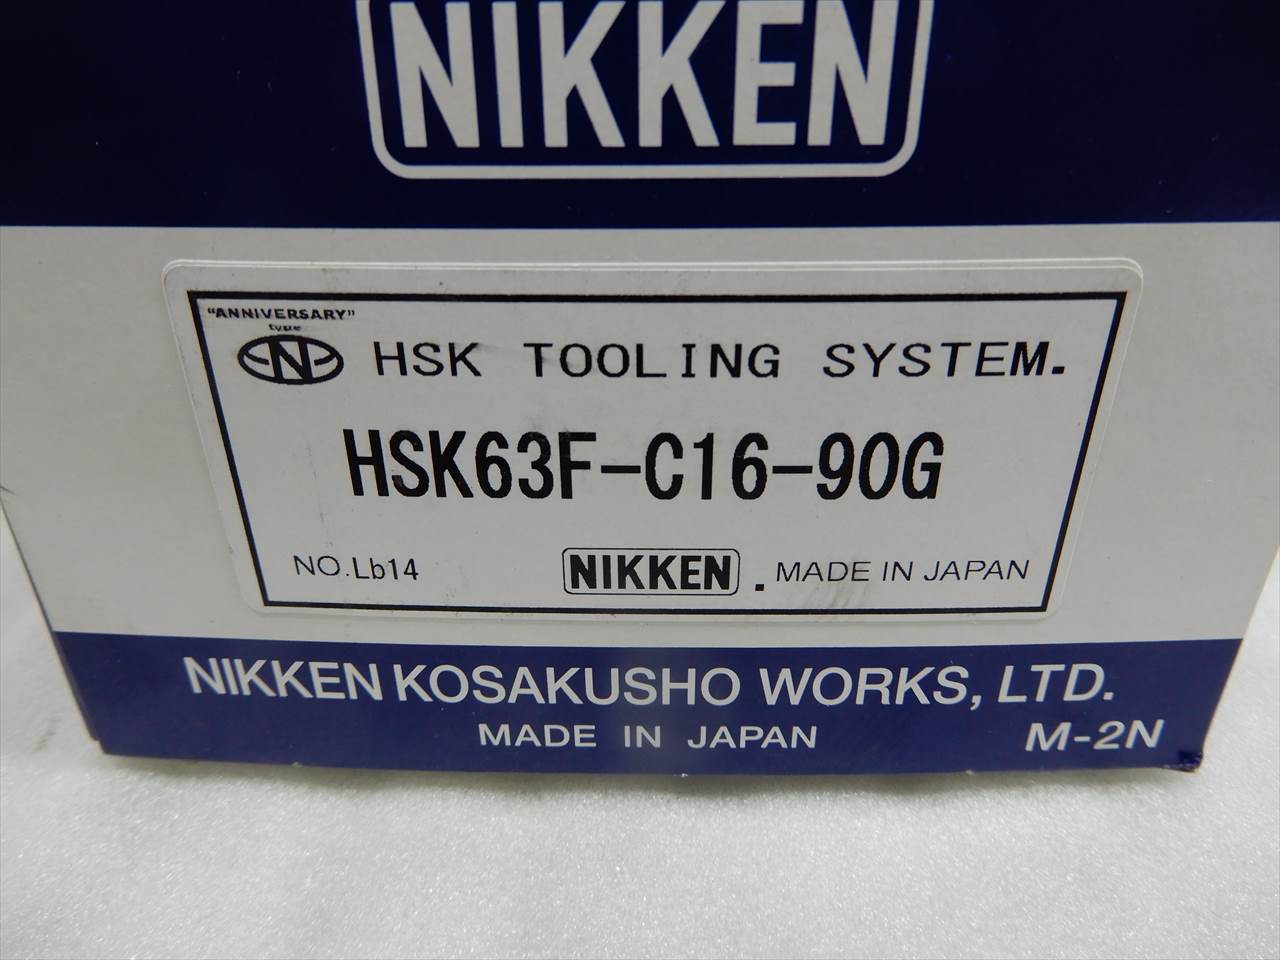 NIKKEN
"ANNIVERSARY"
type
N HSK TOOLING SYSTEM.
HSK63F-C16-90G
NO.Lb14 NIKKEN. MADE IN JAPAN
NIKKEN KOSAKUSHO WORKS, LTD.
MADE IN JAPAN M-2N